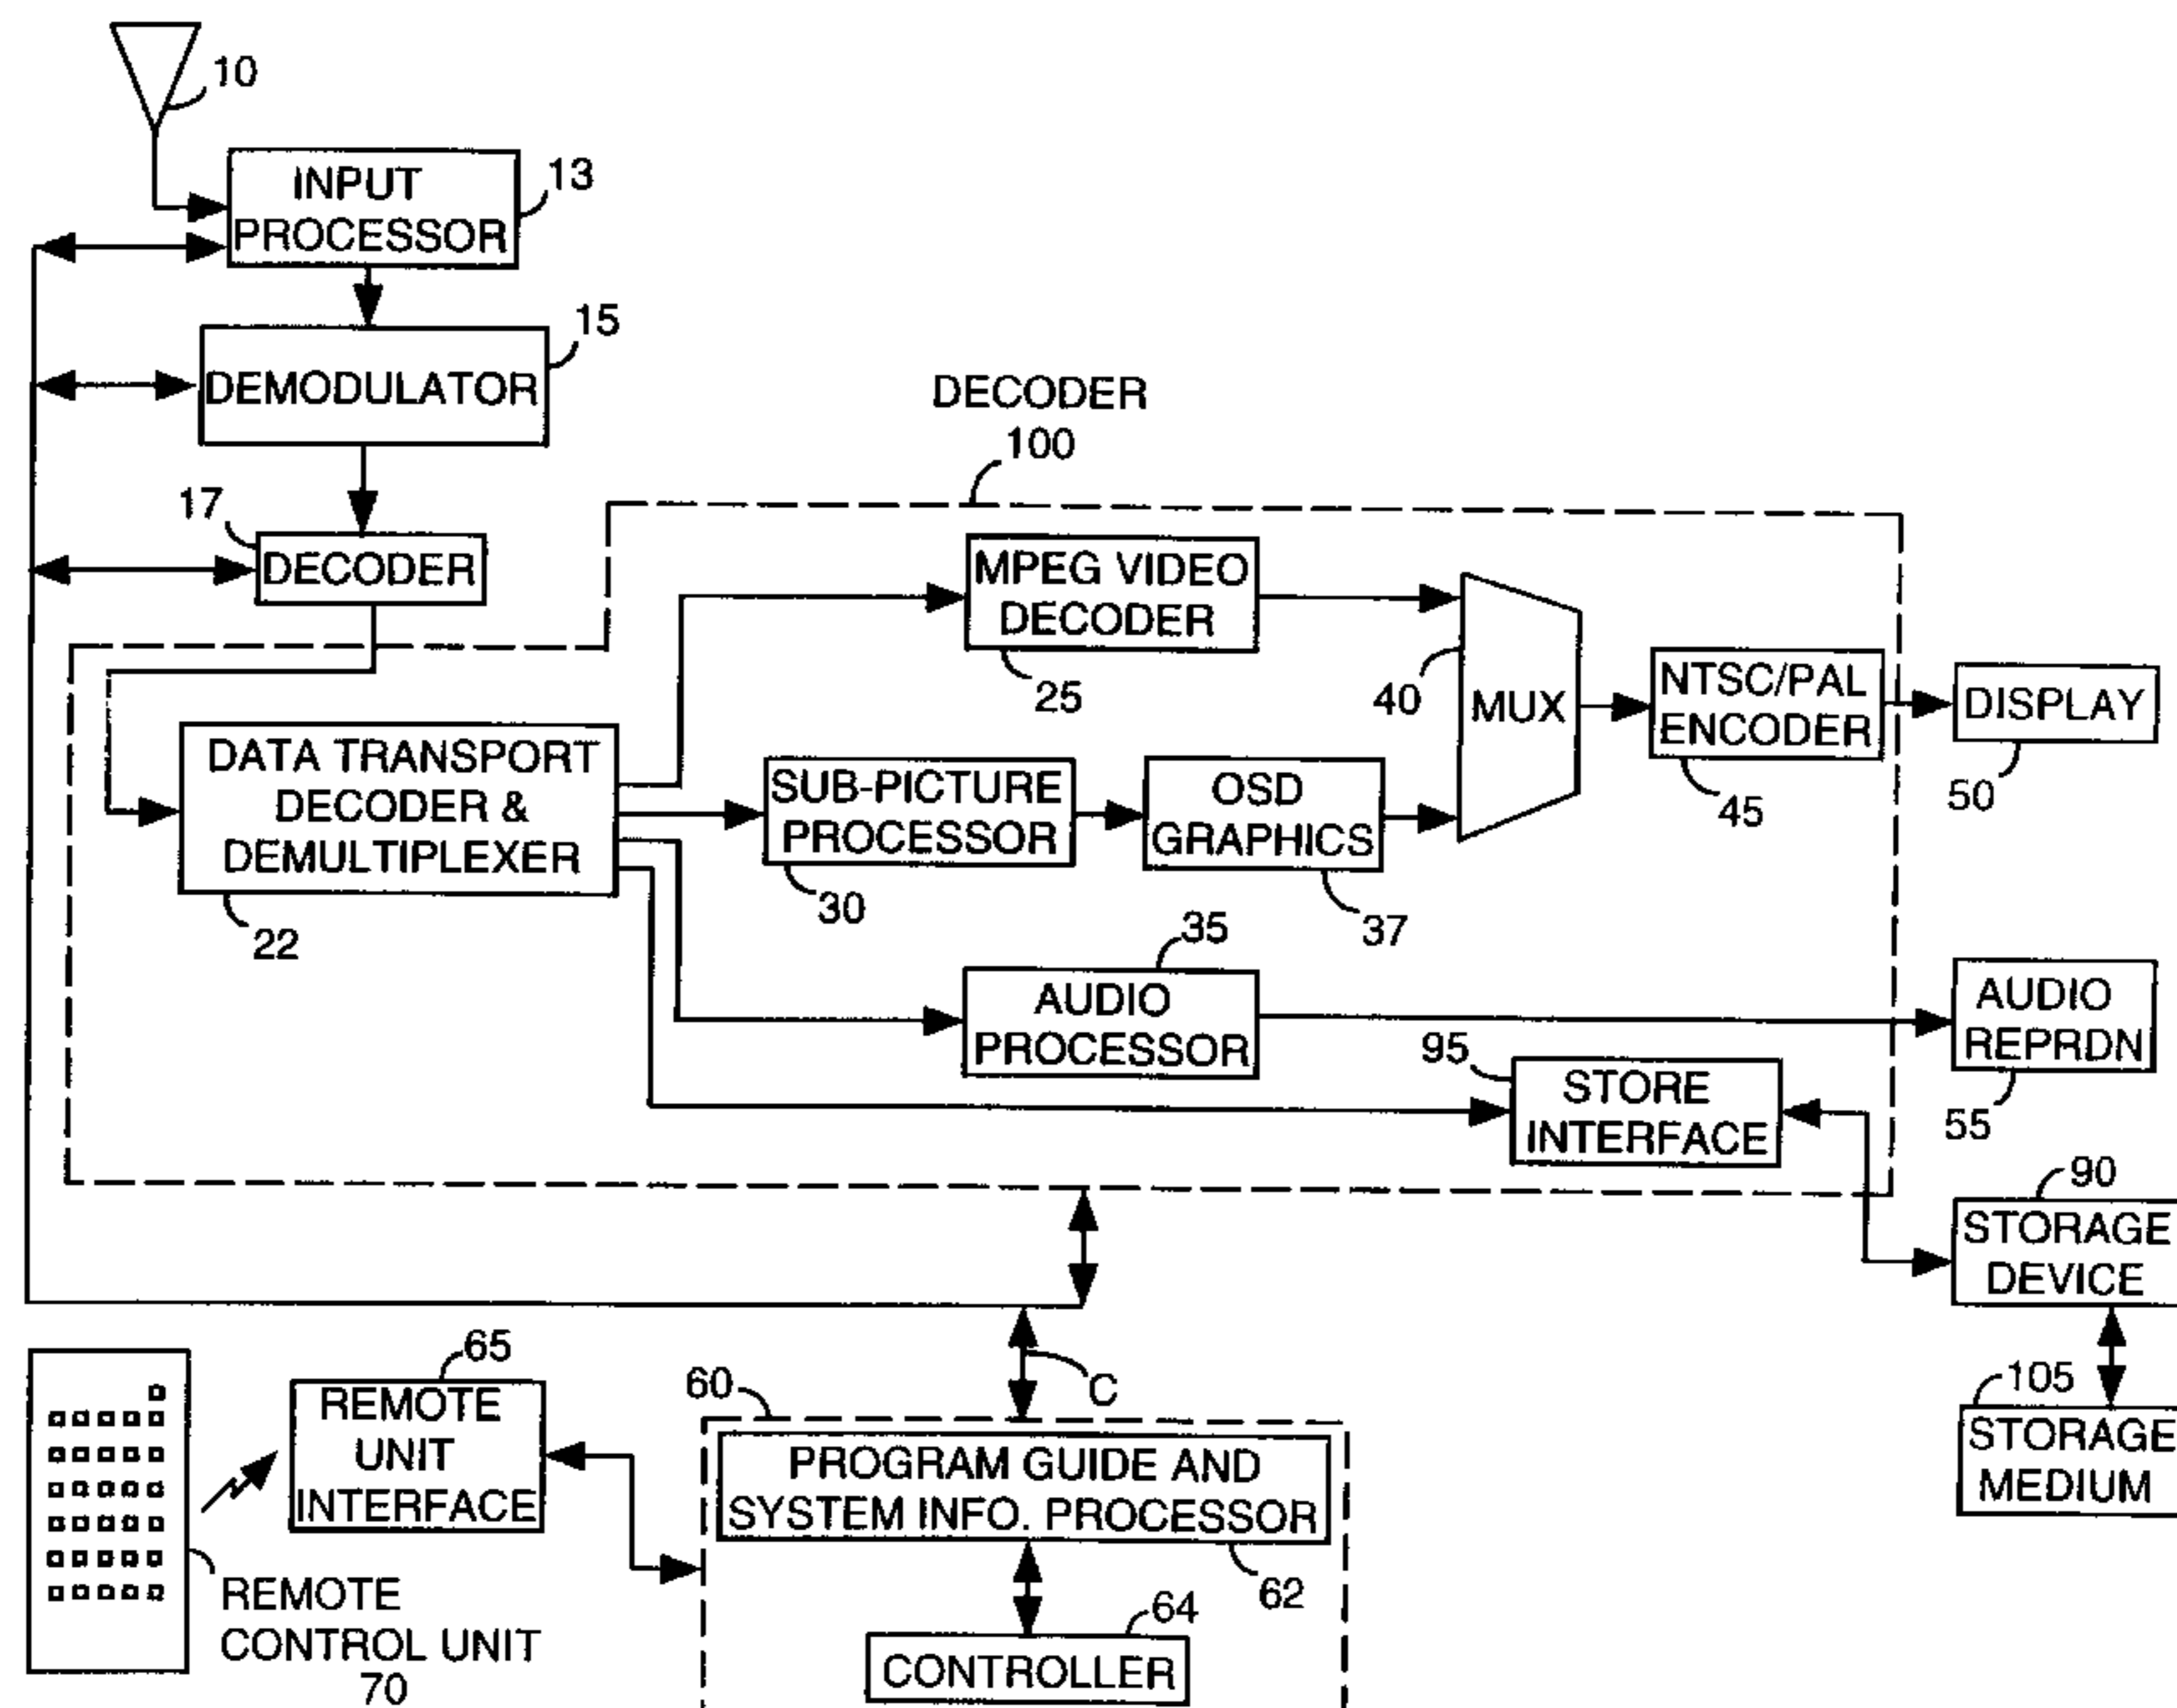 10
INPUT
PROCESSOR
13
DEMODULATOR
15
DECODER
17
DECODER
100
MPEG VIDEO
DECODER
25
40
MUX
NTSC/PAL
ENCODER
45
DISPLAY
50
DATA TRANSPORT
DECODER &
DEMULTIPLEXER
22
SUB-PICTURE
PROCESSOR
30
OSD
GRAPHICS
37
35
AUDIO
PROCESSOR
AUDIO
REPRDN
55
95
STORE
INTERFACE
90
STORAGE
DEVICE
105
STORAGE
MEDIUM
65
REMOTE
UNIT
INTERFACE
REMOTE
CONTROL UNIT
70
C
60
PROGRAM GUIDE AND
SYSTEM INFO. PROCESSOR
62
64
CONTROLLER